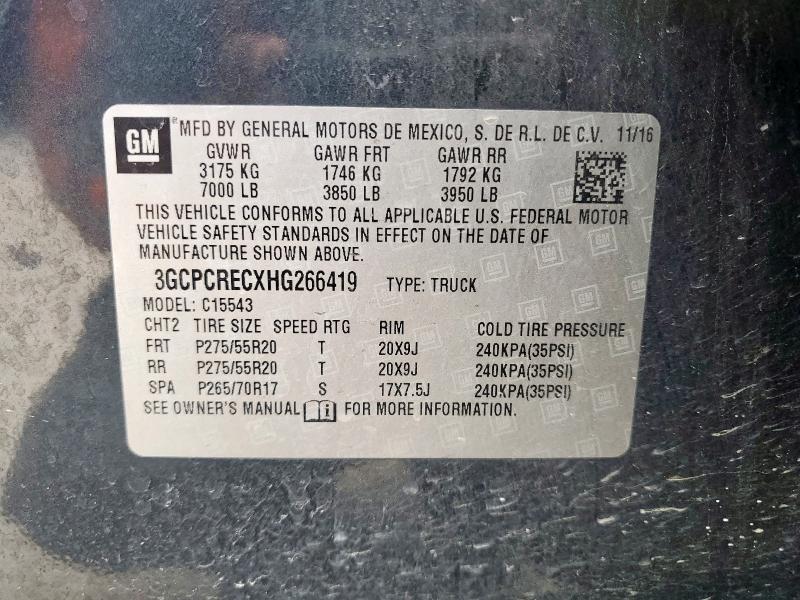 GM ® MFD BY GENERAL MOTORS DE MEXICO, S. DE R.L. DE C.V. 11/16
GVWR GAWR FRT GAWR RR
3175 KG 1746 KG 1792 KG
7000 LB 3850 LB 3950 LB
THIS VEHICLE CONFORMS TO ALL APPLICABLE U.S. FEDERAL MOTOR
VEHICLE SAFETY STANDARDS IN EFFECT ON THE DATE OF
MANUFACTURE SHOWN ABOVE.
3GCPCRECXHG266419 TYPE: TRUCK
MODEL: C15543
CHT2 TIRE SIZE SPEED RTG RIM COLD TIRE PRESSURE
FRT P275/55R20 T 20X9J 240KPA(35PSI)
RR P275/55R20 T 20X9J 240KPA(35PSI)
SPA P265/70R17 S 17X7.5J 240KPA(35PSI)
SEE OWNER'S MANUAL i FOR MORE INFORMATION.